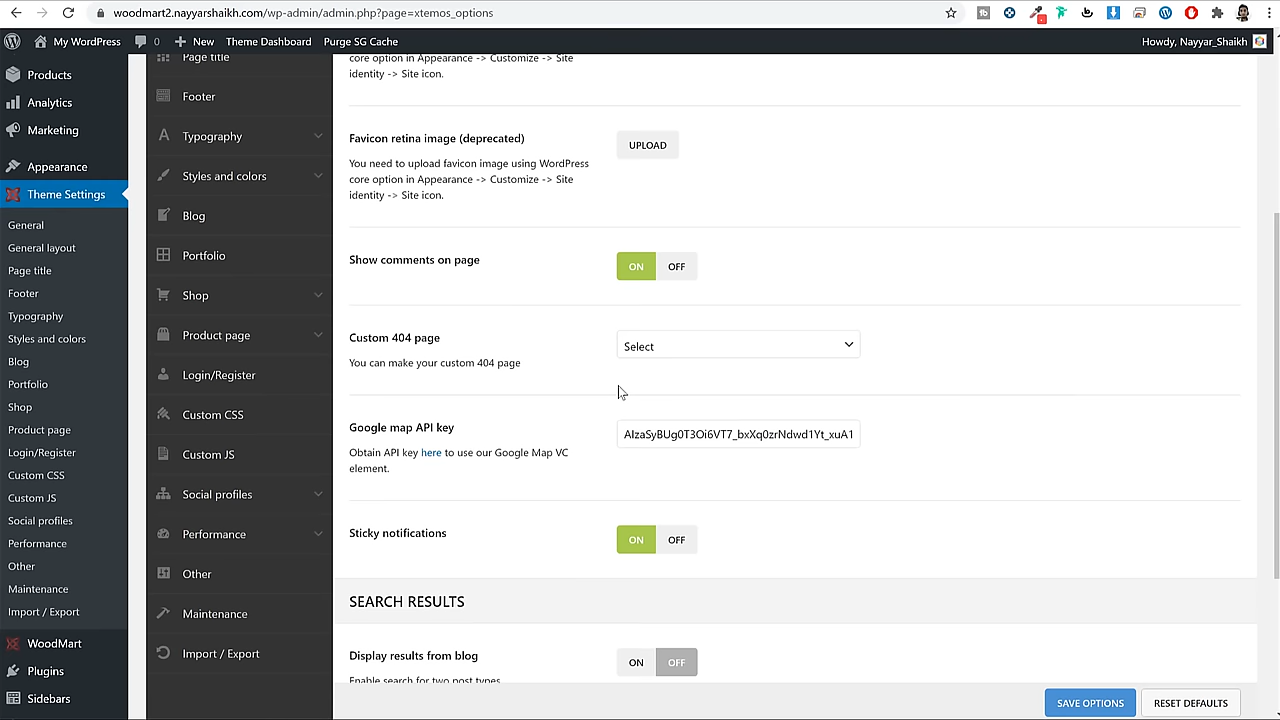 woodmart2.nayyarshaikh.com/wp-admin/admin.php?page=xtemos_options
My WordPress
0
New
Theme Dashboard
Purge SG Cache
Howdy, Nayyar_Shaikh
Products
Analytics
Marketing
Appearance
Theme Settings
General
General layout
Page title
Footer
Typography
Styles and colors
Blog
Portfolio
Shop
Product page
Login/Register
Custom CSS
Custom JS
Social profiles
Performance
Other
Maintenance
Import / Export
WoodMart
Plugins
Sidebars
Page title
Footer
Typography
Styles and colors
Blog
Portfolio
Shop
Product page
Login/Register
Custom CSS
Custom JS
Social profiles
Performance
Other
Maintenance
Import / Export
core option in Appearance -> Customize -> Site
identity -> Site icon.
Favicon retina image (deprecated)
UPLOAD
You need to upload favicon image using WordPress
core option in Appearance -> Customize -> Site
identity -> Site icon.
Show comments on page
ON OFF
Custom 404 page
Select
You can make your custom 404 page
Google map API key
AIzaSyBUg0T3Oi6VT7_bxXq0zrNdwd1Yt_xuA1
Obtain API key here to use our Google Map VC
element.
Sticky notifications
ON OFF
SEARCH RESULTS
Display results from blog
ON OFF
Enable search for two post types
SAVE OPTIONS
RESET DEFAULTS